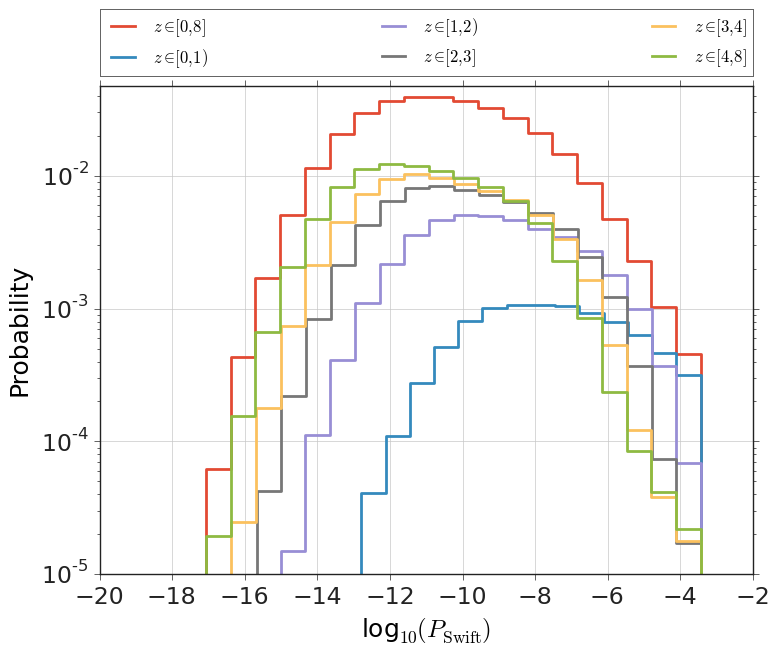 z∈[0,8] z∈[1,2) z∈[3,4]
z∈[0,1) z∈[2,3] z∈[4,8]
Probability
10⁻²
10⁻³
10⁻⁴
10⁻⁵
−20 −18 −16 −14 −12 −10 −8 −6 −4 −2
log₁₀(P_Swift)